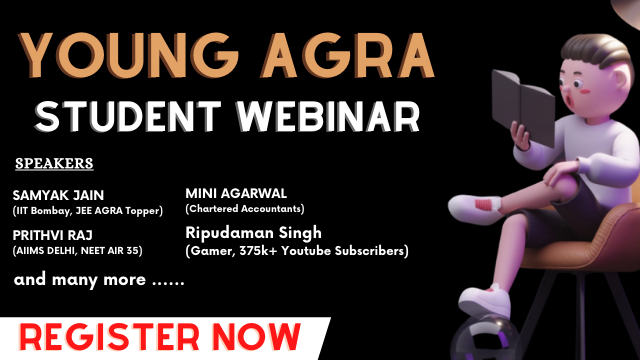 YOUNG AGRA
STUDENT WEBINAR
SPEAKERS
SAMYAK JAIN
(IIT Bombay, JEE AGRA Topper)
PRITHVI RAJ
(AIIMS DELHI, NEET AIR 35)
MINI AGARWAL
(Chartered Accountants)
Ripudaman Singh
(Gamer, 375k+ Youtube Subscribers)
and many more ......
REGISTER NOW